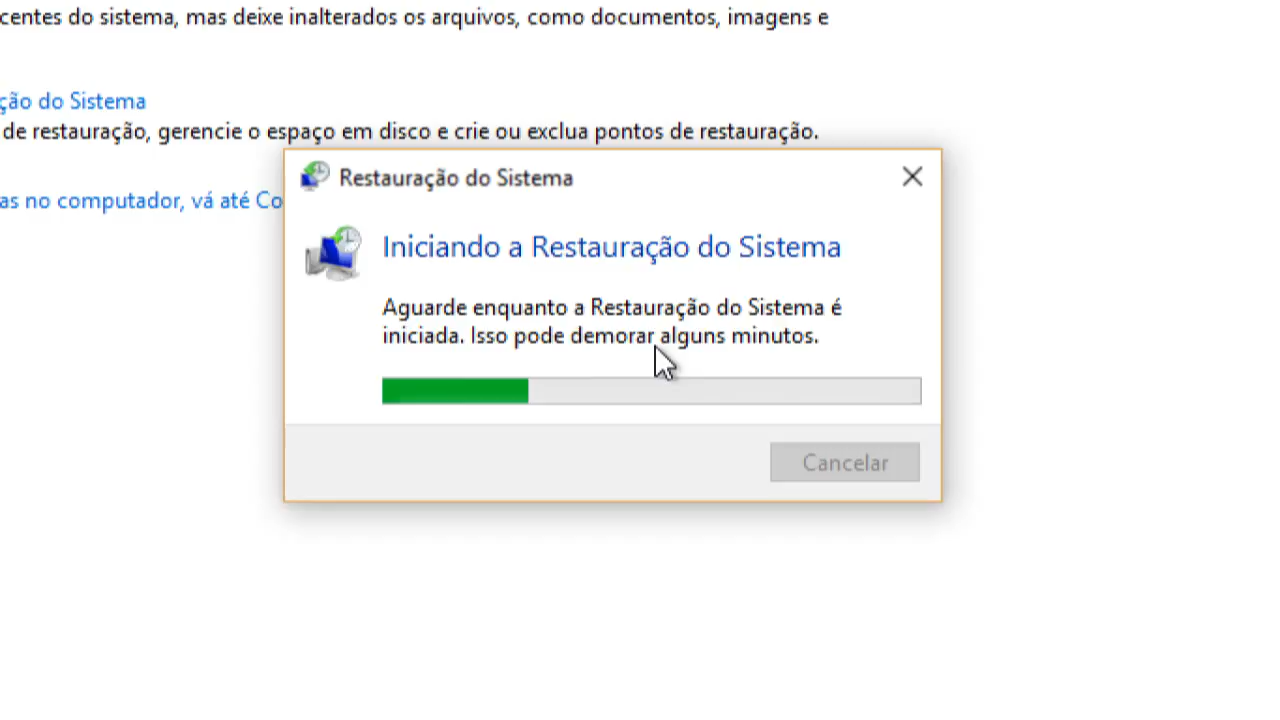 centes do sistema, mas deixe inalterados os arquivos, como documentos, imagens e
ção do Sistema
de restauração, gerencie o espaço em disco e crie ou exclua pontos de restauração.
Restauração do Sistema
as no computador, vá até Co
Iniciando a Restauração do Sistema
Aguarde enquanto a Restauração do Sistema é
iniciada. Isso pode demorar alguns minutos.
Cancelar